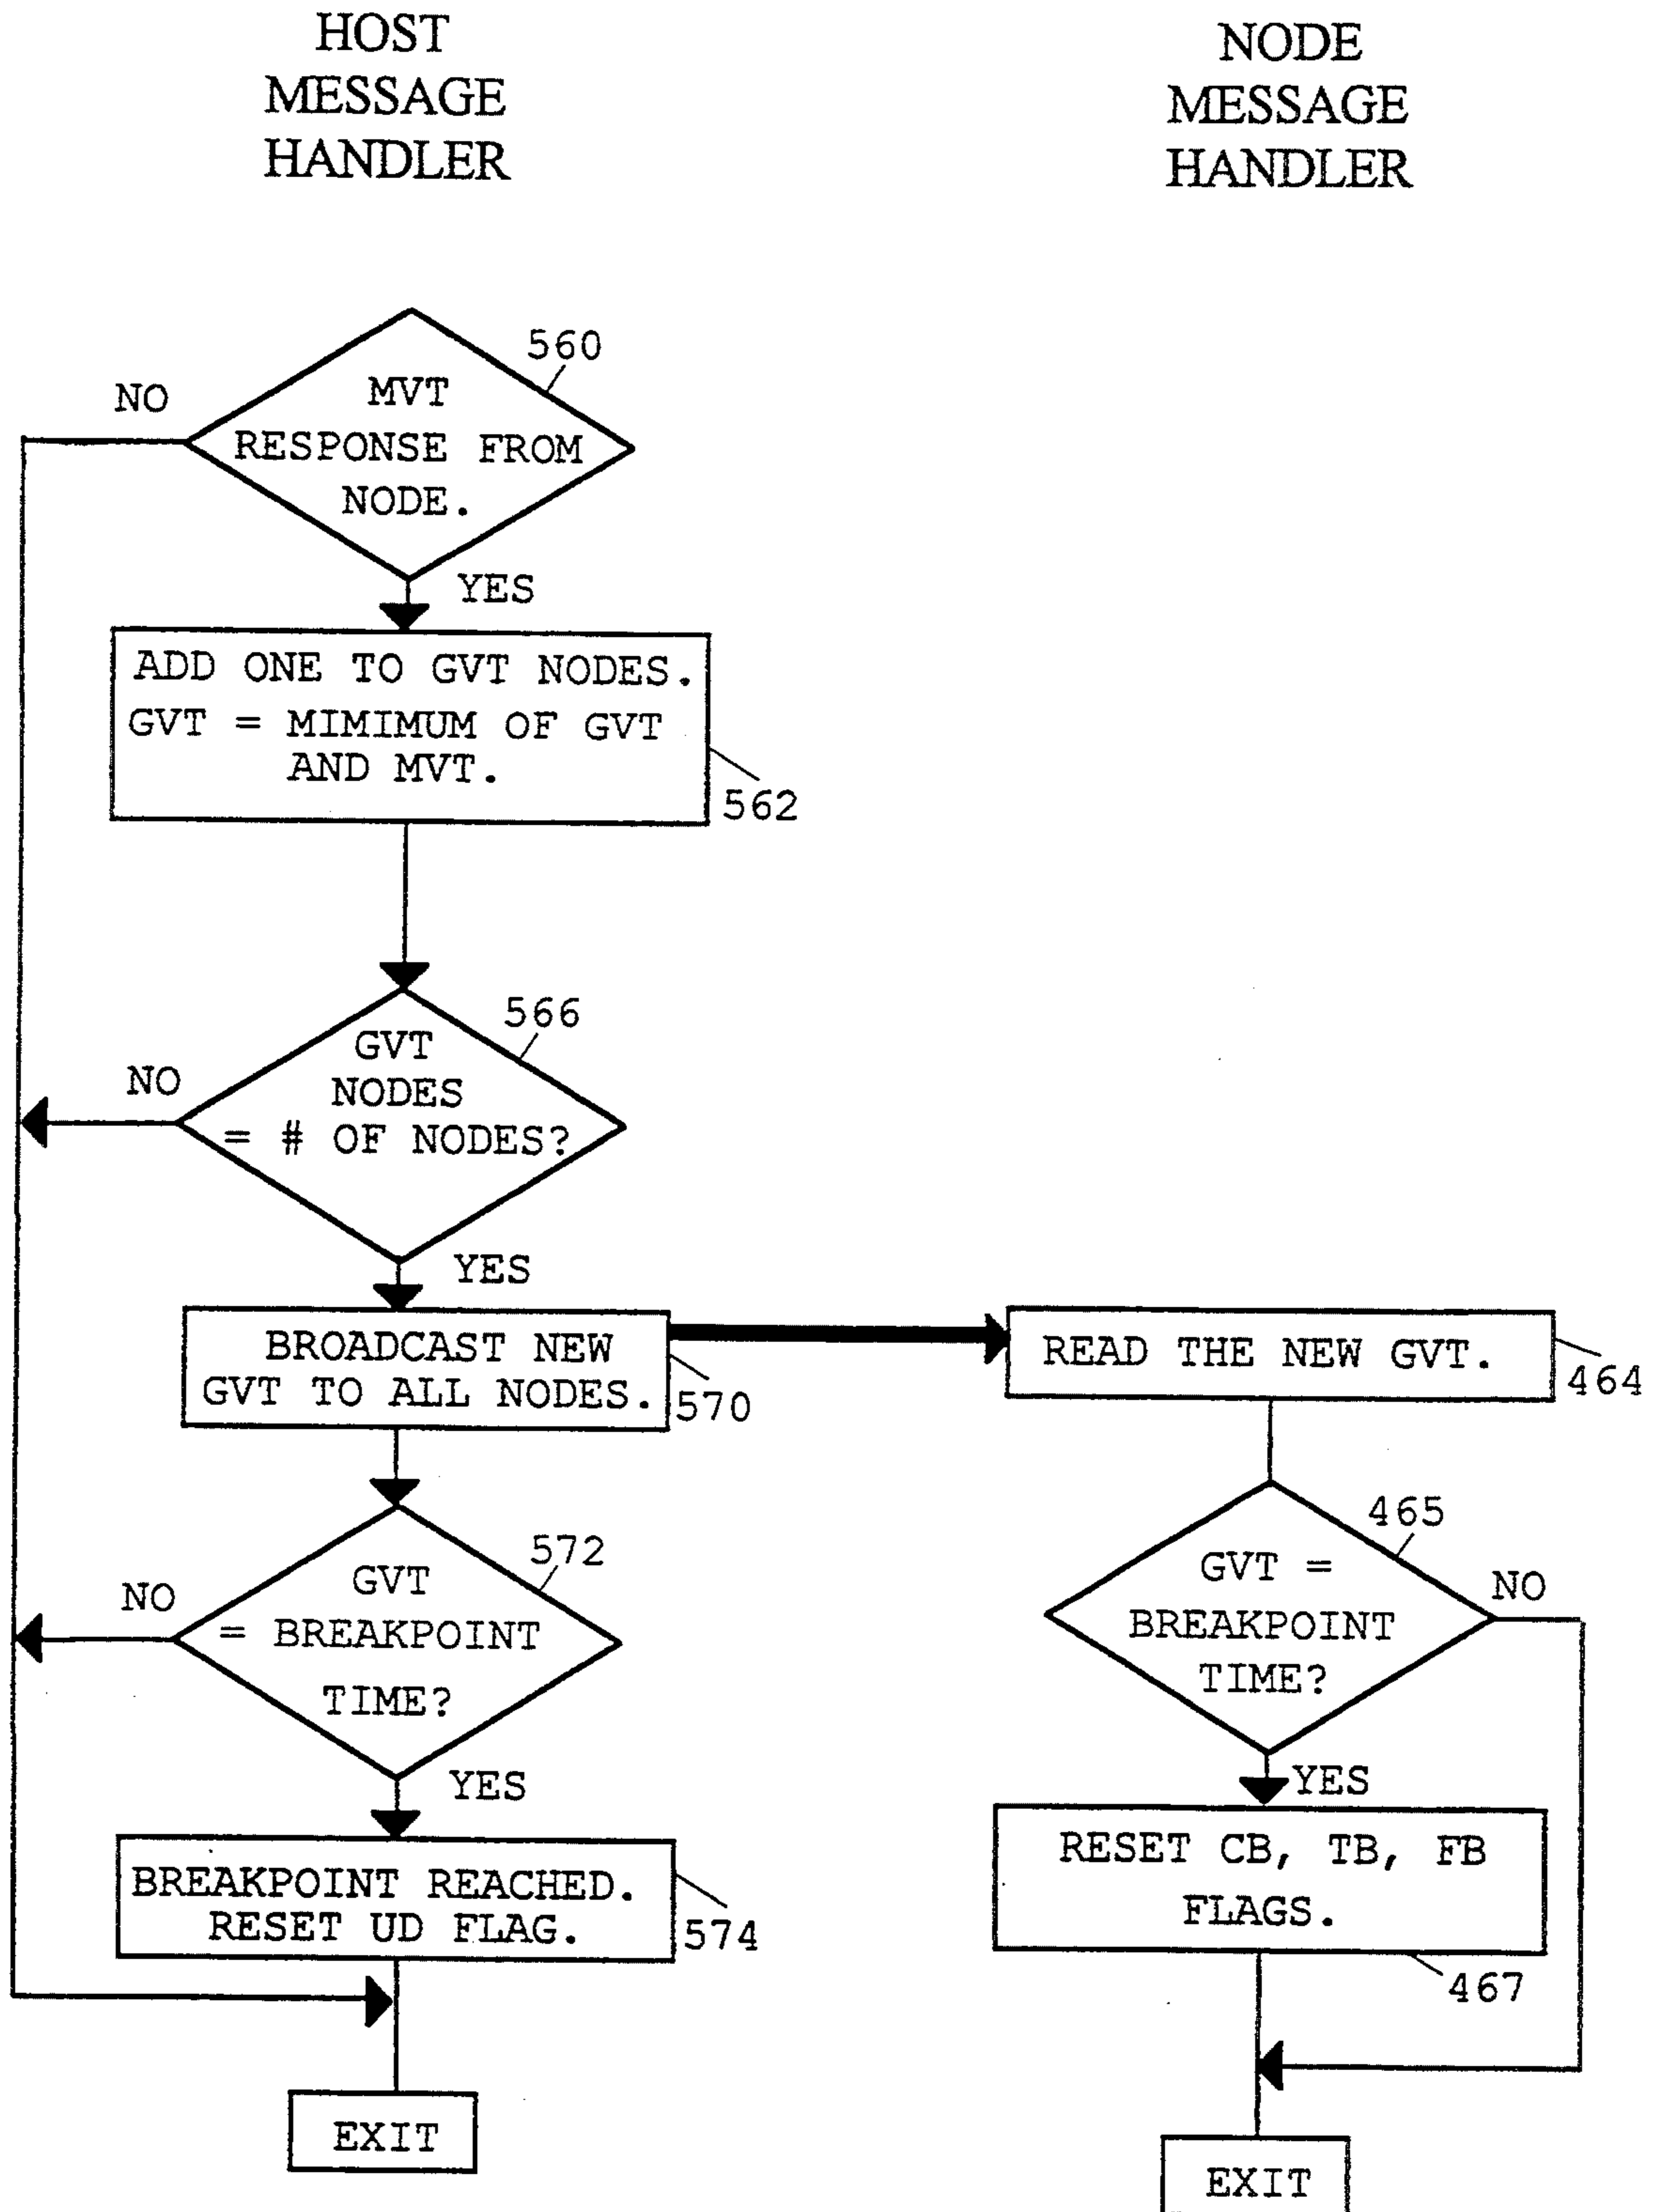 HOST
MESSAGE
HANDLER
NODE
MESSAGE
HANDLER
560
NO
MVT
RESPONSE FROM
NODE.
YES
ADD ONE TO GVT NODES.
GVT = MIMIMUM OF GVT
AND MVT.
562
566
NO
GVT
NODES
= # OF NODES?
YES
BROADCAST NEW
GVT TO ALL NODES.
570
READ THE NEW GVT.
464
572
NO
GVT
= BREAKPOINT
TIME?
YES
465
GVT =
BREAKPOINT
TIME?
NO
YES
BREAKPOINT REACHED.
RESET UD FLAG.
574
RESET CB, TB, FB
FLAGS.
467
EXIT
EXIT